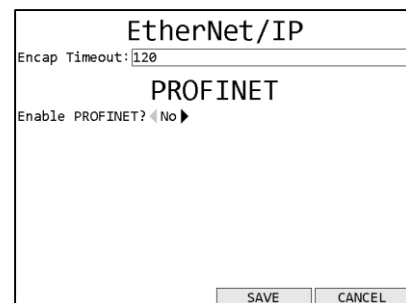 EtherNet/IP
Encap Timeout: 120
PROFINET
Enable PROFINET? No
SAVE CANCEL